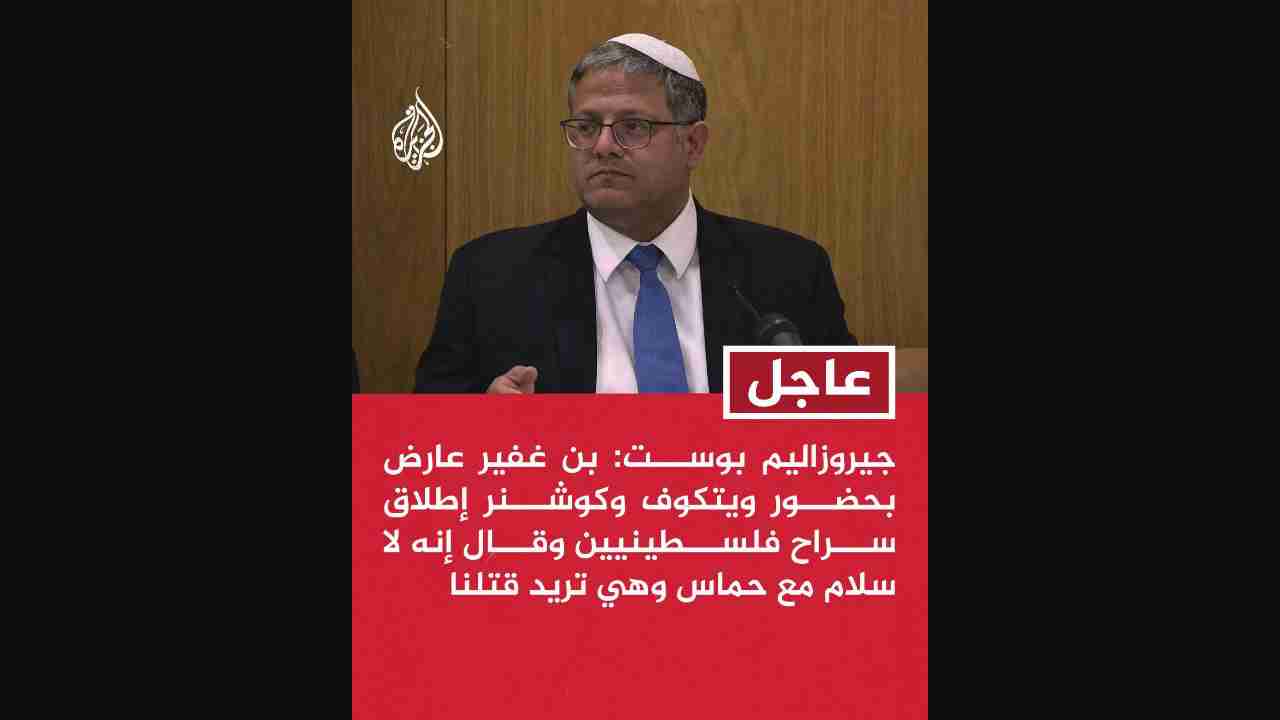 الجزيرة
عاجل
جيروزاليم بوست: بن غفير عارض
بحضور ويتكوف وكوشنر إطلاق
سراح فلسطينيين وقال إنه لا
سلام مع حماس وهي تريد قتلنا